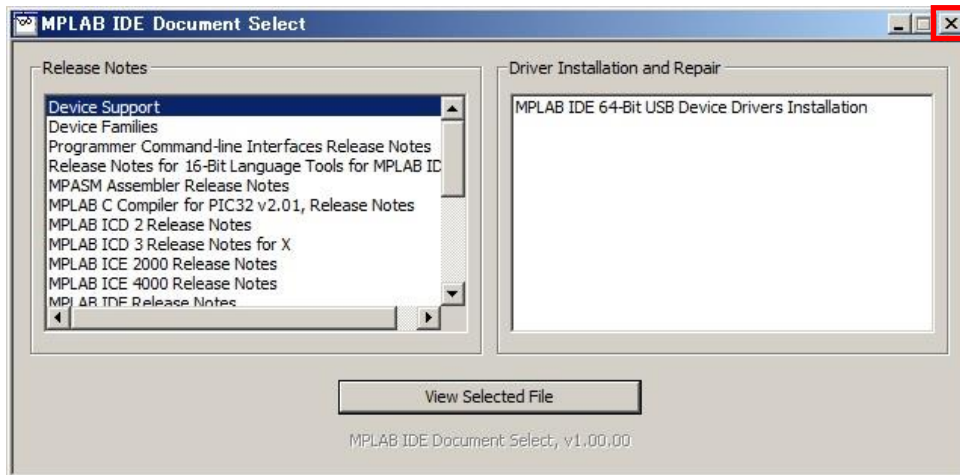 MPLAB IDE Document Select
Release Notes
Device Support
Device Families
Programmer Command-line Interfaces Release Notes
Release Notes for 16-Bit Language Tools for MPLAB ID
MPASM Assembler Release Notes
MPLAB C Compiler for PIC32 v2.01, Release Notes
MPLAB ICD 2 Release Notes
MPLAB ICD 3 Release Notes for X
MPLAB ICE 2000 Release Notes
MPLAB ICE 4000 Release Notes
MPLAB IDE Release Notes
Driver Installation and Repair
MPLAB IDE 64-Bit USB Device Drivers Installation
View Selected File
MPLAB IDE Document Select, v1.00.00